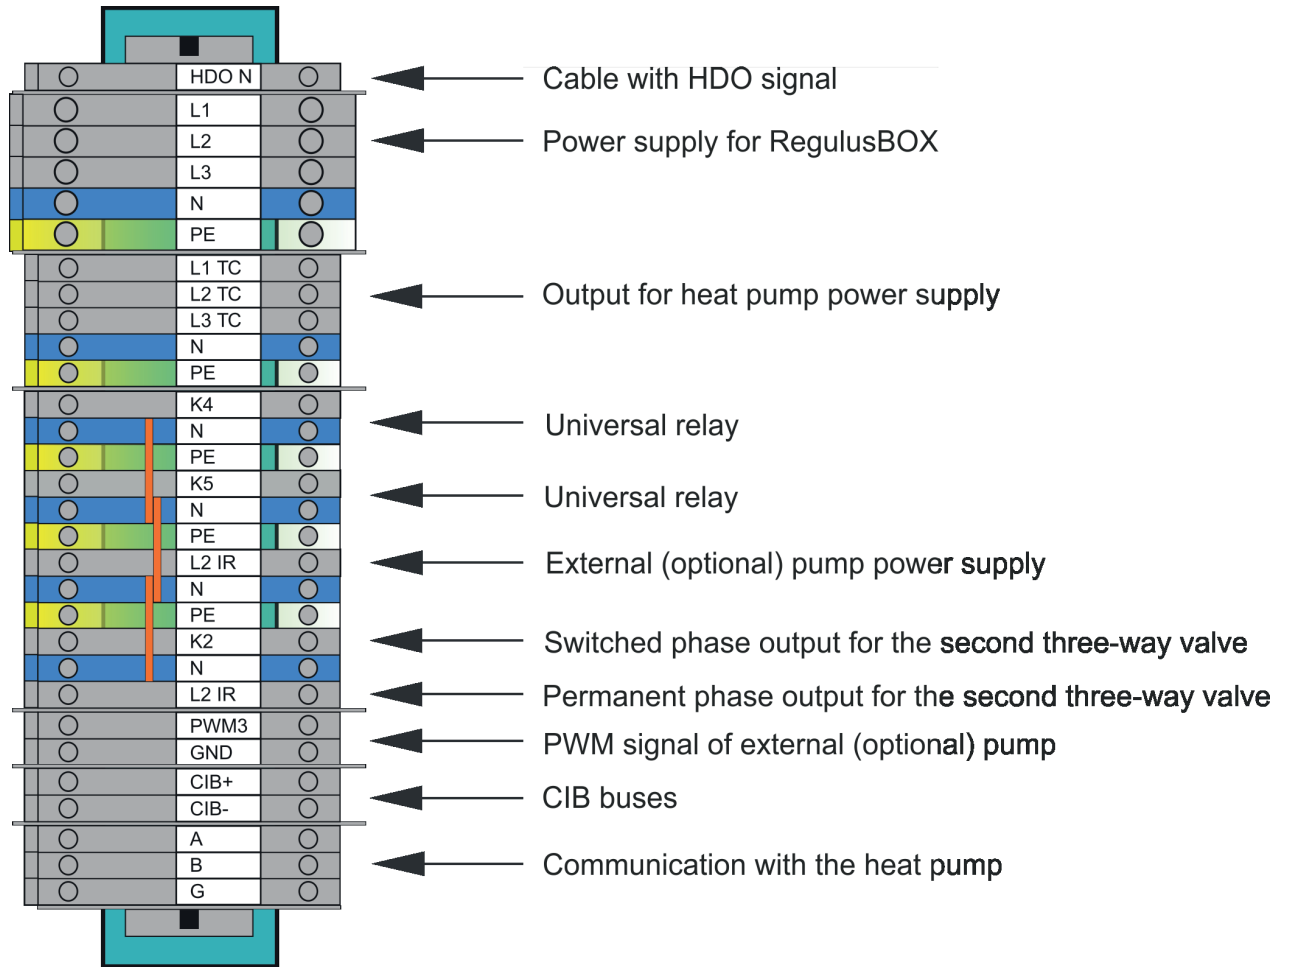 HDO N
Cable with HDO signal
L1
L2
Power supply for RegulusBOX
L3
N
PE
L1 TC
L2 TC
Output for heat pump power supply
L3 TC
N
PE
K4
N
Universal relay
PE
K5
Universal relay
N
PE
L2 IR
External (optional) pump power supply
N
PE
K2
Switched phase output for the second three-way valve
N
L2 IR
Permanent phase output for the second three-way valve
PWM3
PWM signal of external (optional) pump
GND
CIB+
CIB buses
CIB-
A
B
Communication with the heat pump
G